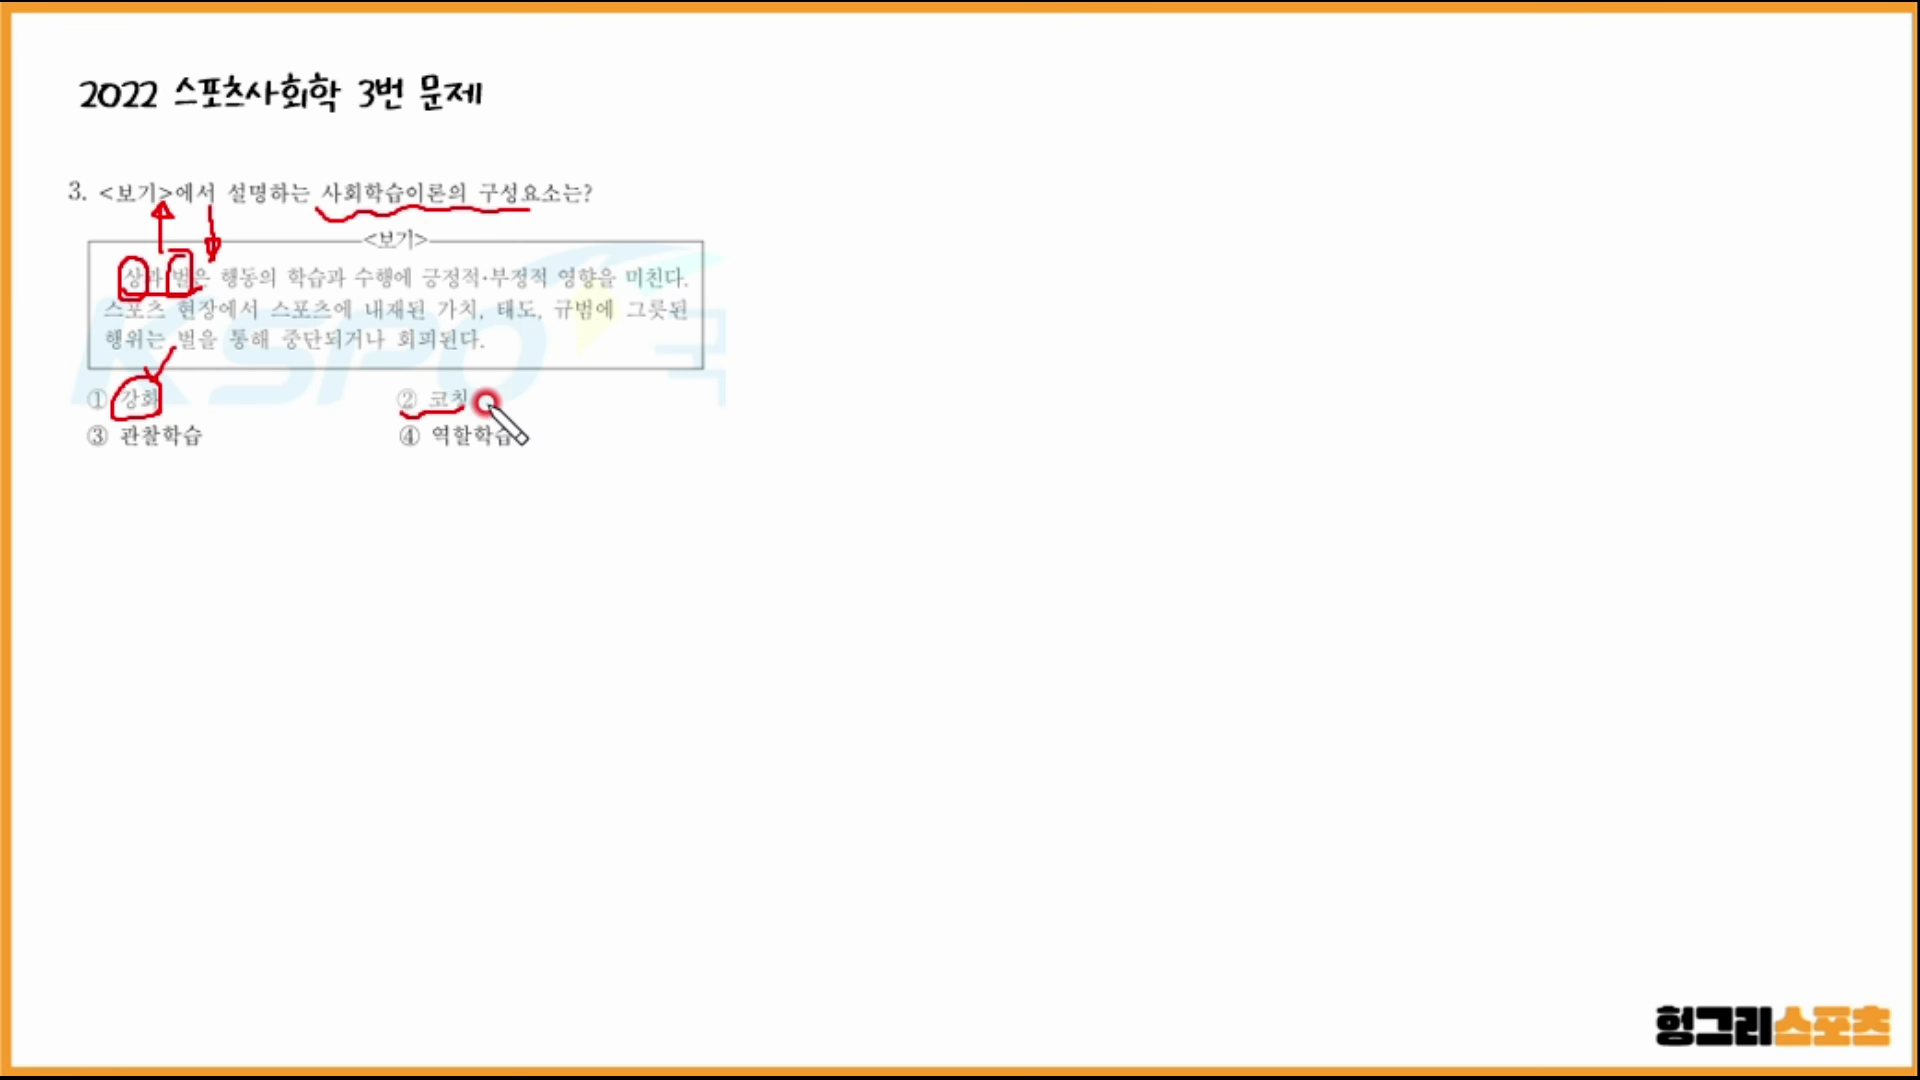 2022 스포츠사회학 3번 문제
3. <보기>에서 설명하는 사회학습이론의 구성요소는?
<보기>
상과 벌은 행동의 학습과 수행에 긍정적·부정적 영향을 미친다.
스포츠 현장에서 스포츠에 내재된 가치, 태도, 규범에 그릇된
행위는 벌을 통해 중단되거나 회피된다.
KSPO 국
① 강화 ② 코칭
③ 관찰학습 ④ 역할학습
헝그리스포츠